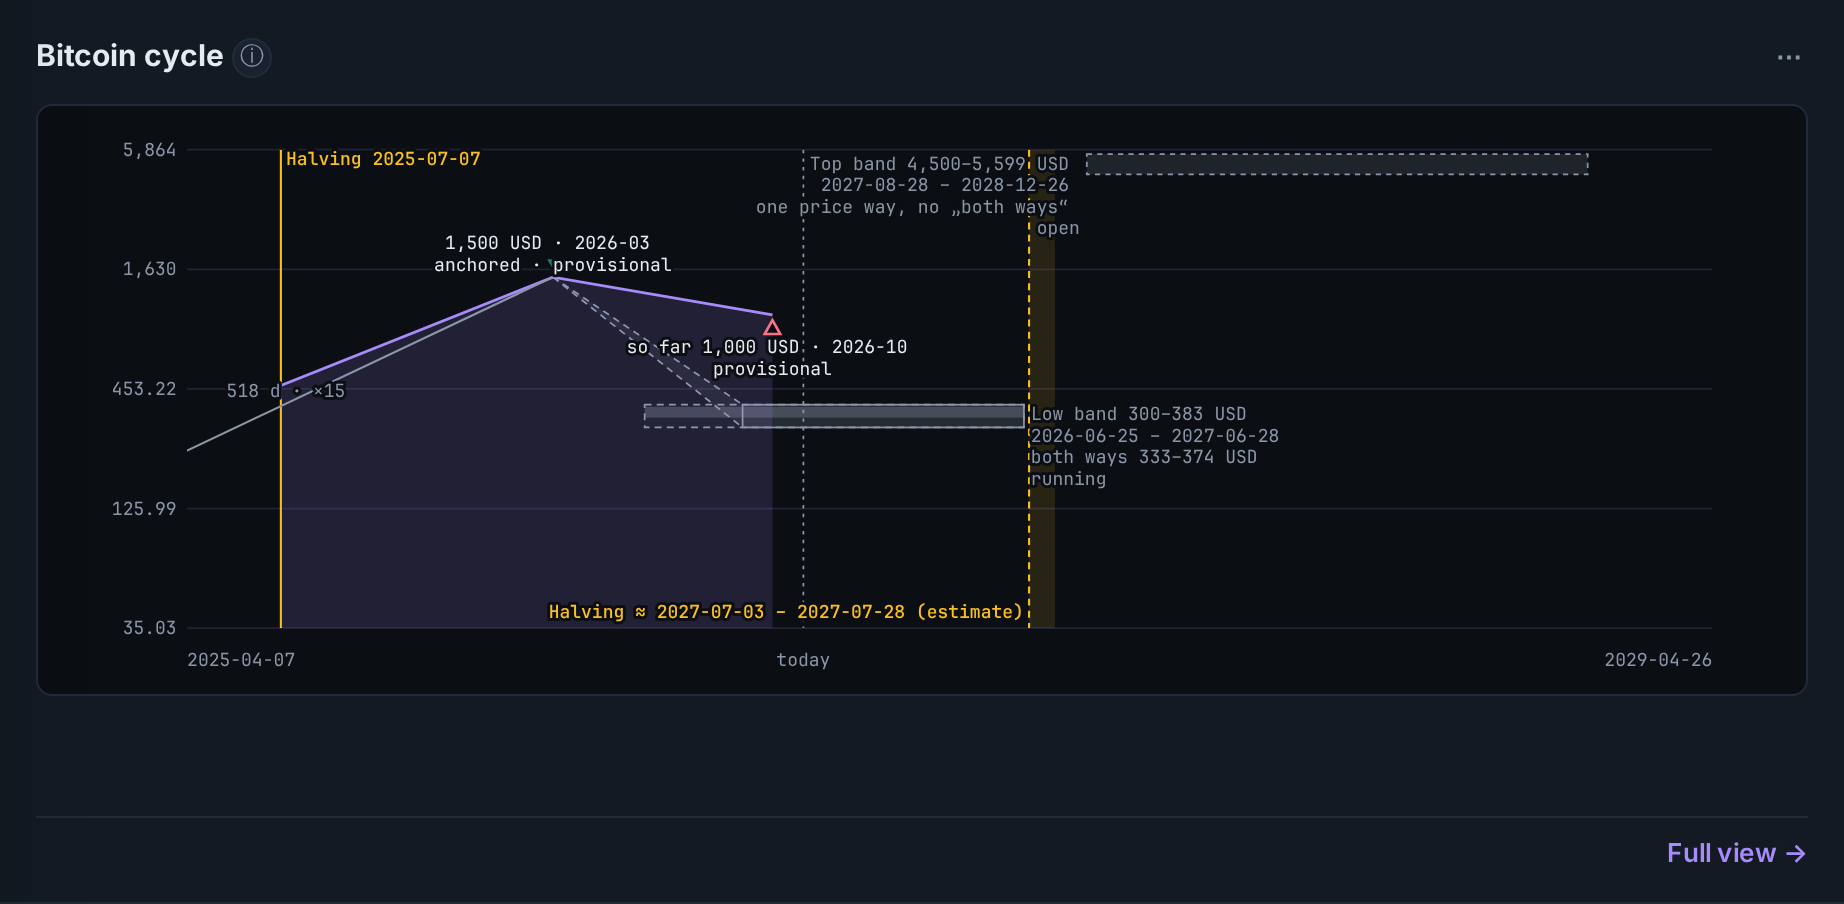 Bitcoin cycle ⓘ
...
5,864
Halving 2025-07-07
Top band 4,500–5,599 USD
2027-08-28 – 2028-12-26
one price way, no „both ways“
open
1,500 USD · 2026-03
anchored · provisional
1,630
so far 1,000 USD · 2026-10
provisional
453.22
518 d · ×15
Low band 300–383 USD
2026-06-25 – 2027-06-28
both ways 333–374 USD
running
125.99
Halving ≈ 2027-07-03 – 2027-07-28 (estimate)
35.03
2025-04-07
today
2029-04-26
Full view →